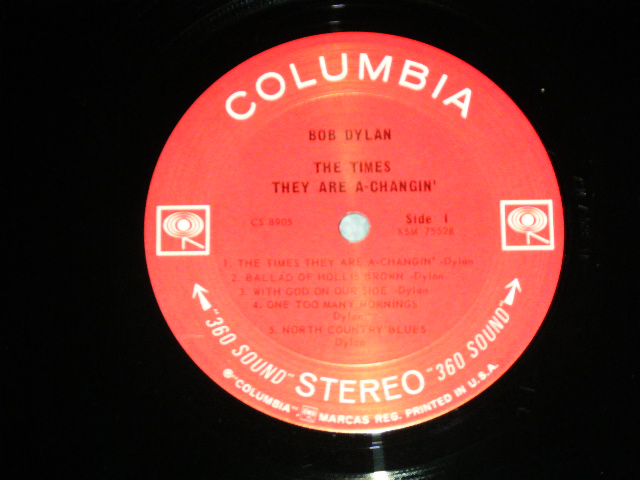 COLUMBIA
BOB DYLAN
THE TIMES
THEY ARE A-CHANGIN'
CS 8905
Side 1
XSM 75528
1. THE TIMES THEY ARE A-CHANGIN' -Dylan
2. BALLAD OF HOLLIS BROWN -Dylan
3. WITH GOD ON OUR SIDE -Dylan
4. ONE TOO MANY MORNINGS
Dylan
5. NORTH COUNTRY BLUES
Dylan
"360 SOUND" STEREO "360 SOUND"
"COLUMBIA" MARCAS REG. PRINTED IN U.S.A.